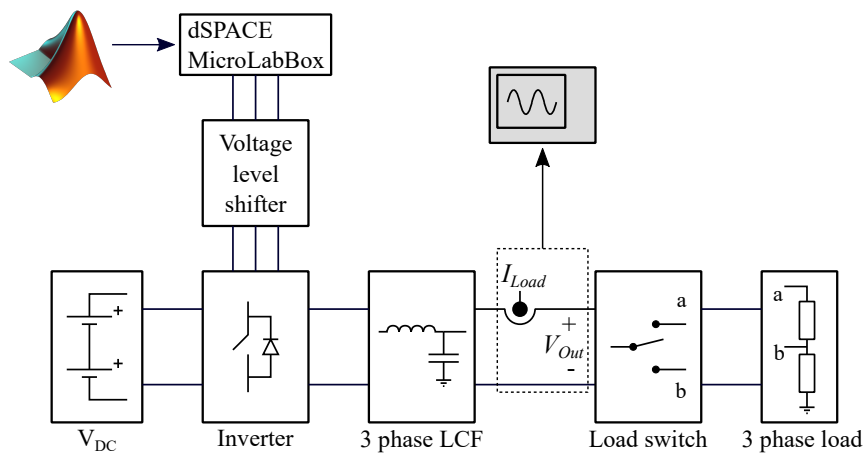 dSPACE
MicroLabBox
Voltage
level
shifter
I_Load
+
V_Out
-
+
+
a
b
a
b
V_DC
Inverter
3 phase LCF
Load switch
3 phase load